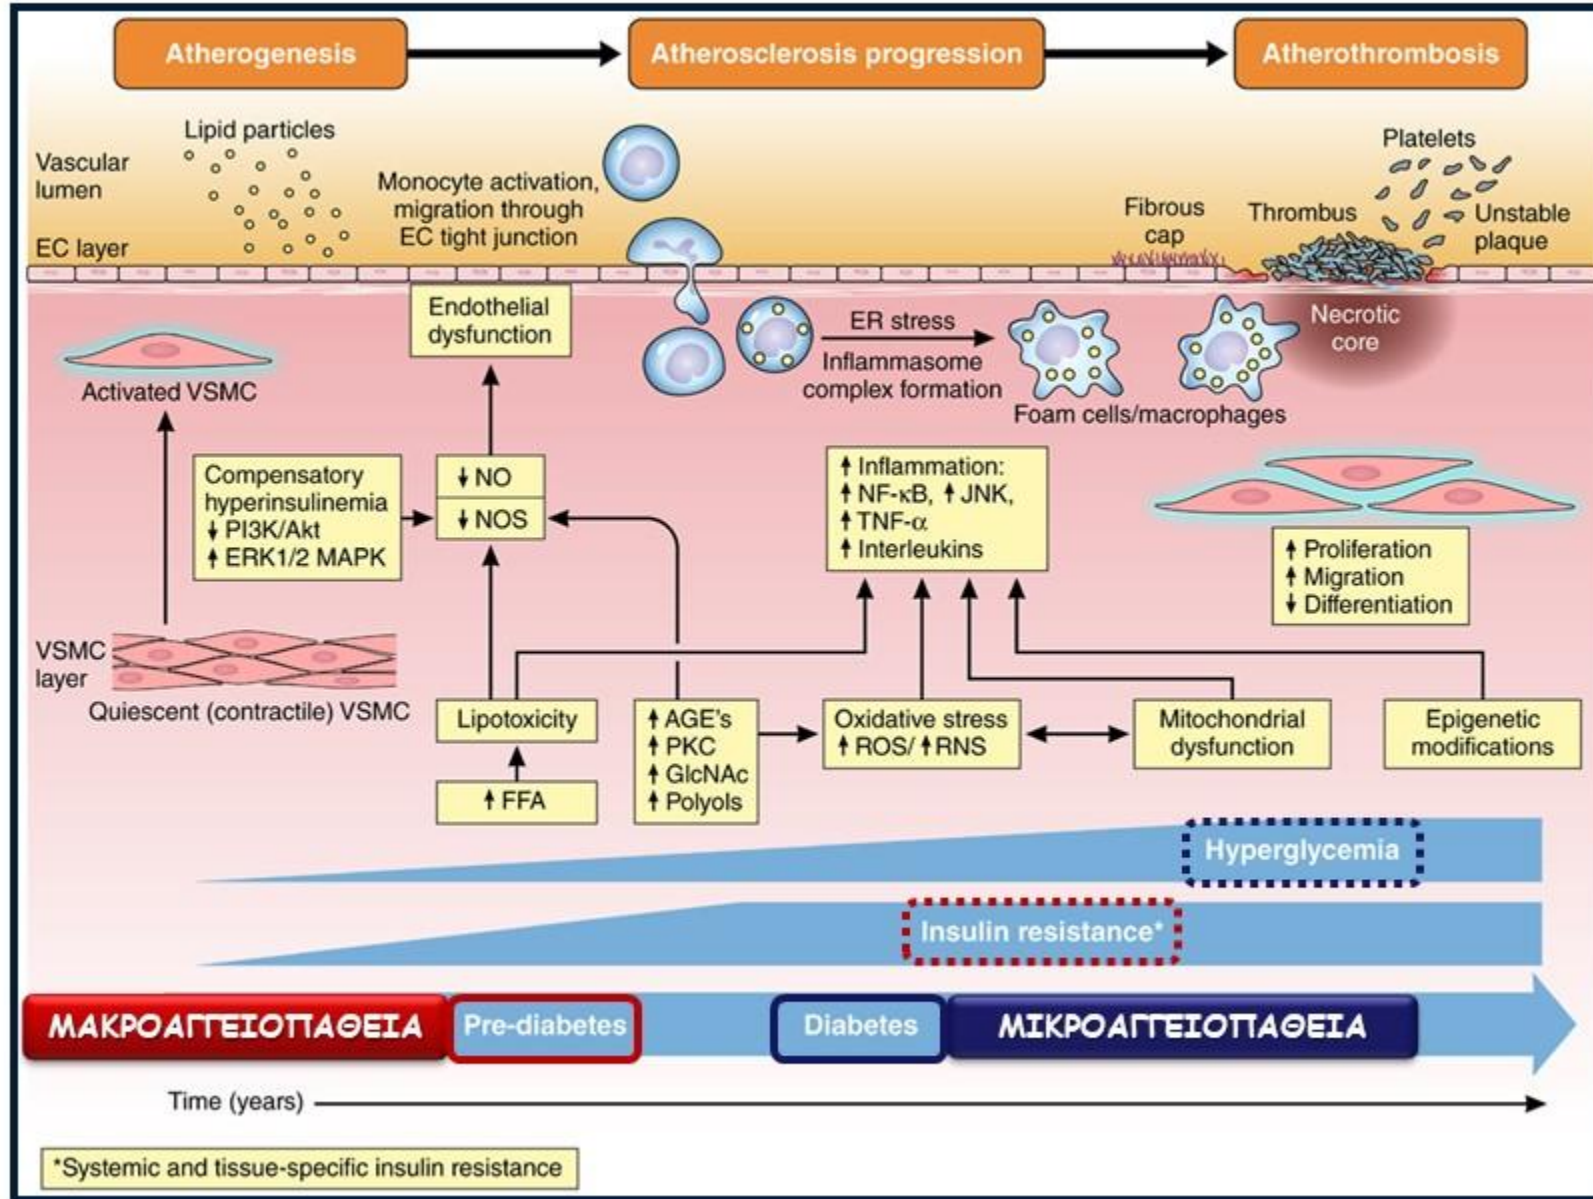 Atherogenesis
Atherosclerosis progression
Atherothrombosis
Lipid particles
Vascular
lumen
EC layer
Monocyte activation,
migration through
EC tight junction
Fibrous
cap
Platelets
Thrombus
Unstable
plaque
Endothelial
dysfunction
Activated VSMC
ER stress
Inflammasome
complex formation
Necrotic
core
Foam cells/macrophages
Compensatory
hyperinsulinemia
↓ PI3K/Akt
↑ ERK1/2 MAPK
↓ NO
↓ NOS
↑ Inflammation:
↑ NF-κB, ↑ JNK,
↑ TNF-α
↑ Interleukins
↑ Proliferation
↑ Migration
↓ Differentiation
VSMC
layer
Quiescent (contractile) VSMC
Lipotoxicity
↑ FFA
↑ AGE's
↑ PKC
↑ GlcNAc
↑ Polyols
Oxidative stress
↑ ROS/ ↑ RNS
Mitochondrial
dysfunction
Epigenetic
modifications
Hyperglycemia
Insulin resistance*
ΜΑΚΡΟΑΓΓΕΙΟΠΑΘΕΙΑ
Pre-diabetes
Diabetes
ΜΙΚΡΟΑΓΓΕΙΟΠΑΘΕΙΑ
Time (years)
*Systemic and tissue-specific insulin resistance